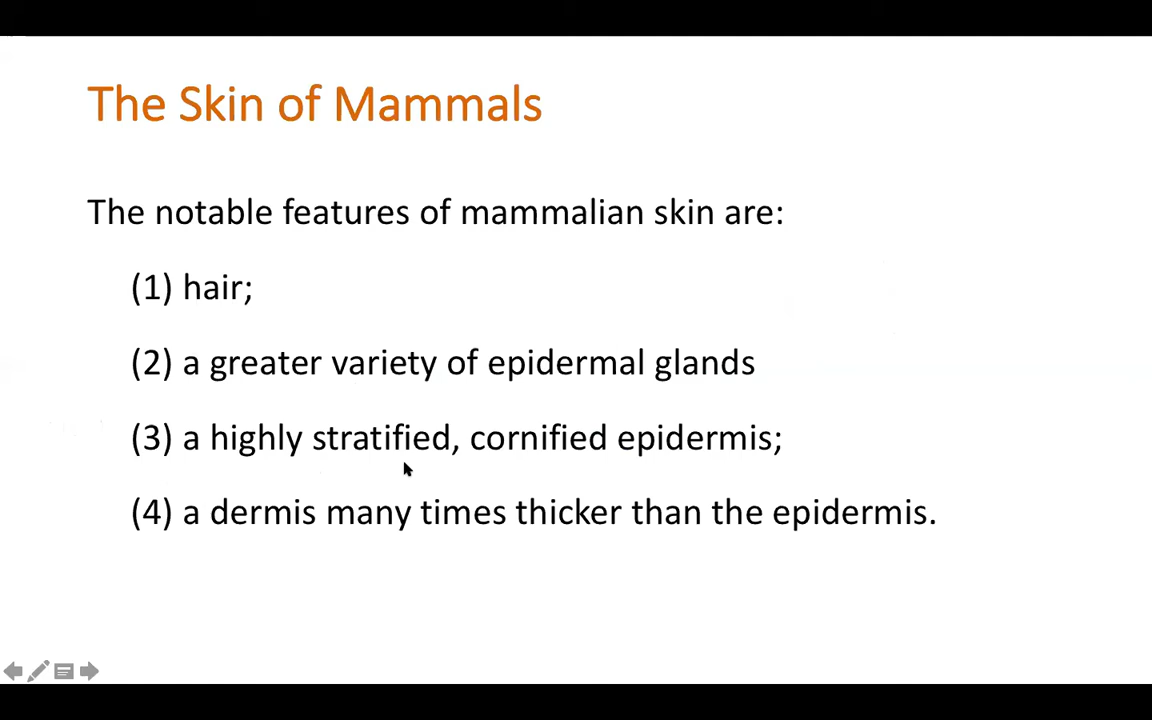 The Skin of Mammals
The notable features of mammalian skin are:
(1) hair;
(2) a greater variety of epidermal glands
(3) a highly stratified, cornified epidermis;
(4) a dermis many times thicker than the epidermis.